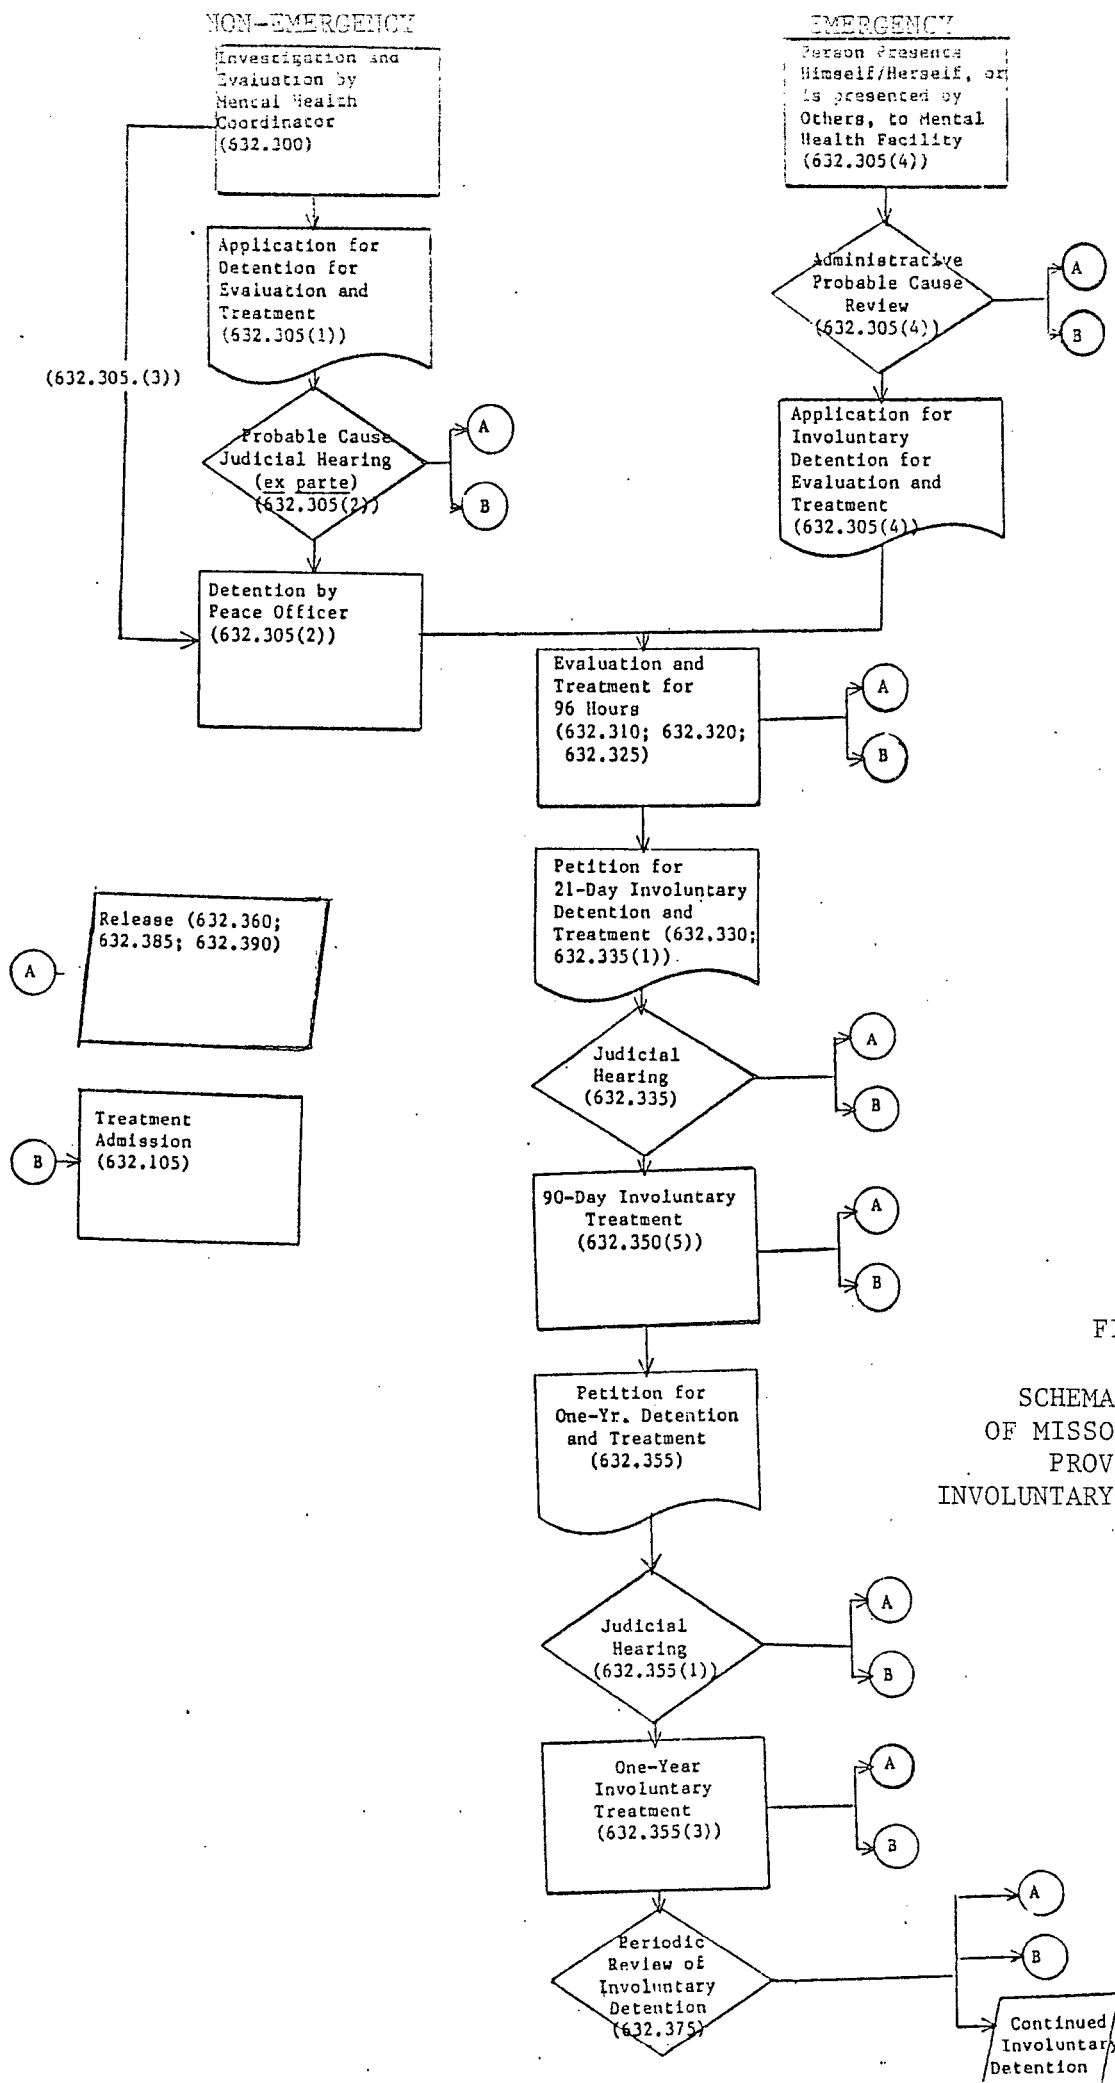 NON-EMERGENCY
Investigation and
Evaluation by
Mental Health
Coordinator
(632.300)
Application for
Detention for
Evaluation and
Treatment
(632.305(1))
(632.305.(3))
Probable Cause
Judicial Hearing
(ex parte)
(632.305(2))
A
B
Detention by
Peace Officer
(632.305(2))
EMERGENCY
Person Presents
Himself/Herself, or
is presented by
Others, to Mental
Health Facility
(632.305(4))
Administrative
Probable Cause
Review
(632.305(4))
A
B
Application for
Involuntary
Detention for
Evaluation and
Treatment
(632.305(4))
Evaluation and
Treatment for
96 Hours
(632.310; 632.320;
632.325)
A
B
Petition for
21-Day Involuntary
Detention and
Treatment (632.330;
632.335(1))
A
Release (632.360;
632.385; 632.390)
B
Treatment
Admission
(632.105)
Judicial
Hearing
(632.335)
A
B
90-Day Involuntary
Treatment
(632.350(5))
A
B
Petition for
One-Yr. Detention
and Treatment
(632.355)
SCHEMA
OF MISSO
PROV
INVOLUNTARY
Judicial
Hearing
(632.355(1))
A
B
One-Year
Involuntary
Treatment
(632.355(3))
A
B
Periodic
Review of
Involuntary
Detention
(632.375)
A
B
Continued
Involuntary
Detention